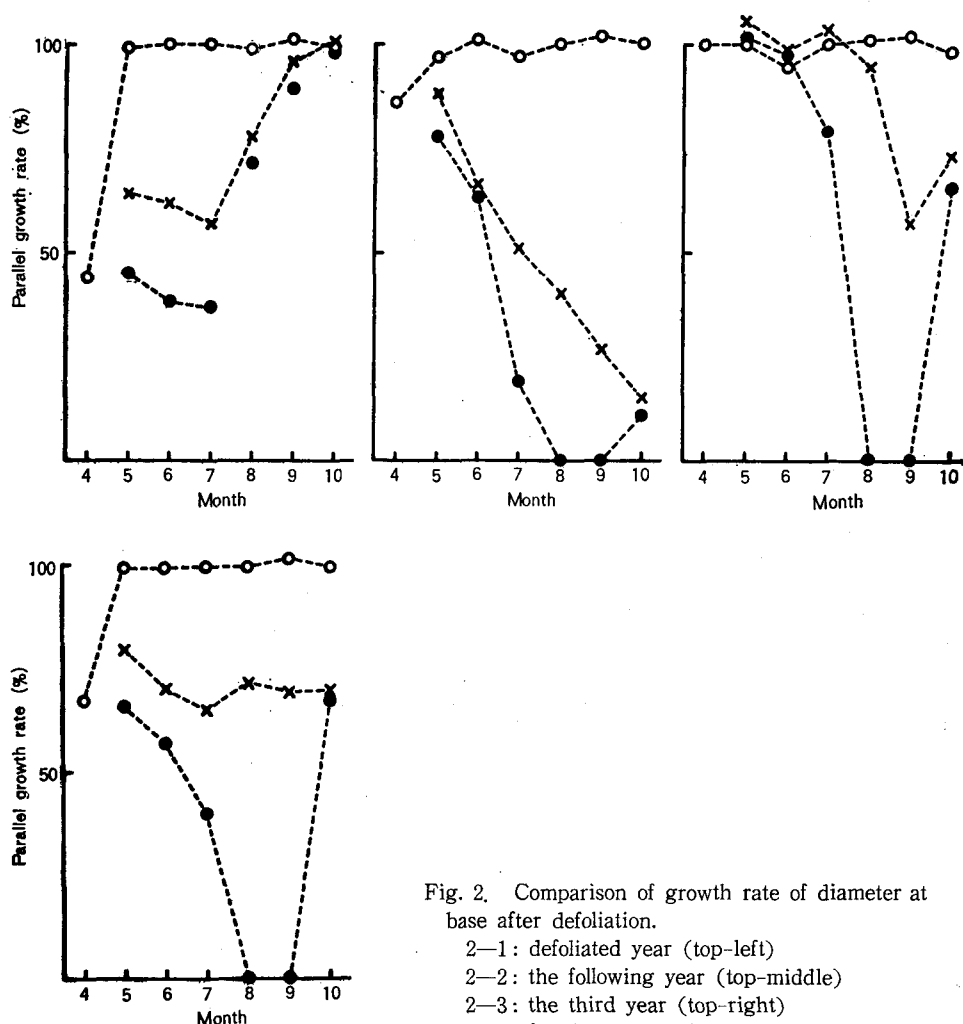 Parallel growth rate (%)
100
50
4 5 6 7 8 9 10
Month
4 5 6 7 8 9 10
Month
4 5 6 7 8 9 10
Month
Parallel growth rate (%)
100
50
4 5 6 7 8 9 10
Month
Fig. 2. Comparison of growth rate of diameter at
base after defoliation.
2—1: defoliated year (top-left)
2—2: the following year (top-middle)
2—3: the third year (top-right)